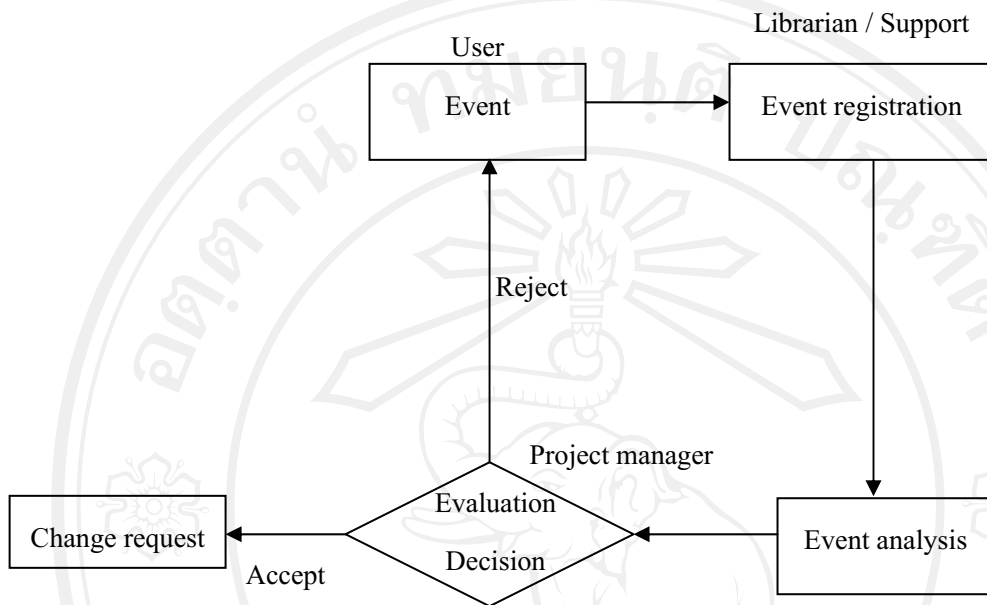 Librarian / Support
User
Event
Event registration
Reject
Project manager
Evaluation
Decision
Change request
Accept
Event analysis